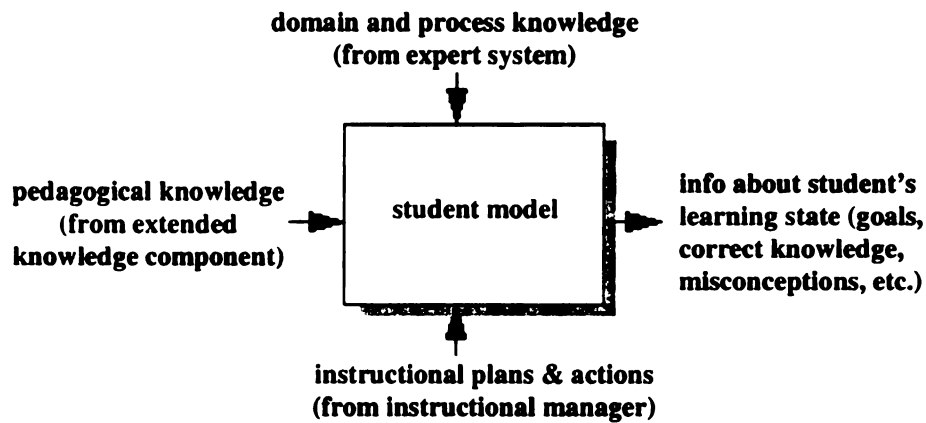 domain and process knowledge
(from expert system)
pedagogical knowledge
(from extended
knowledge component)
student model
info about student's
learning state (goals,
correct knowledge,
misconceptions, etc.)
instructional plans & actions
(from instructional manager)